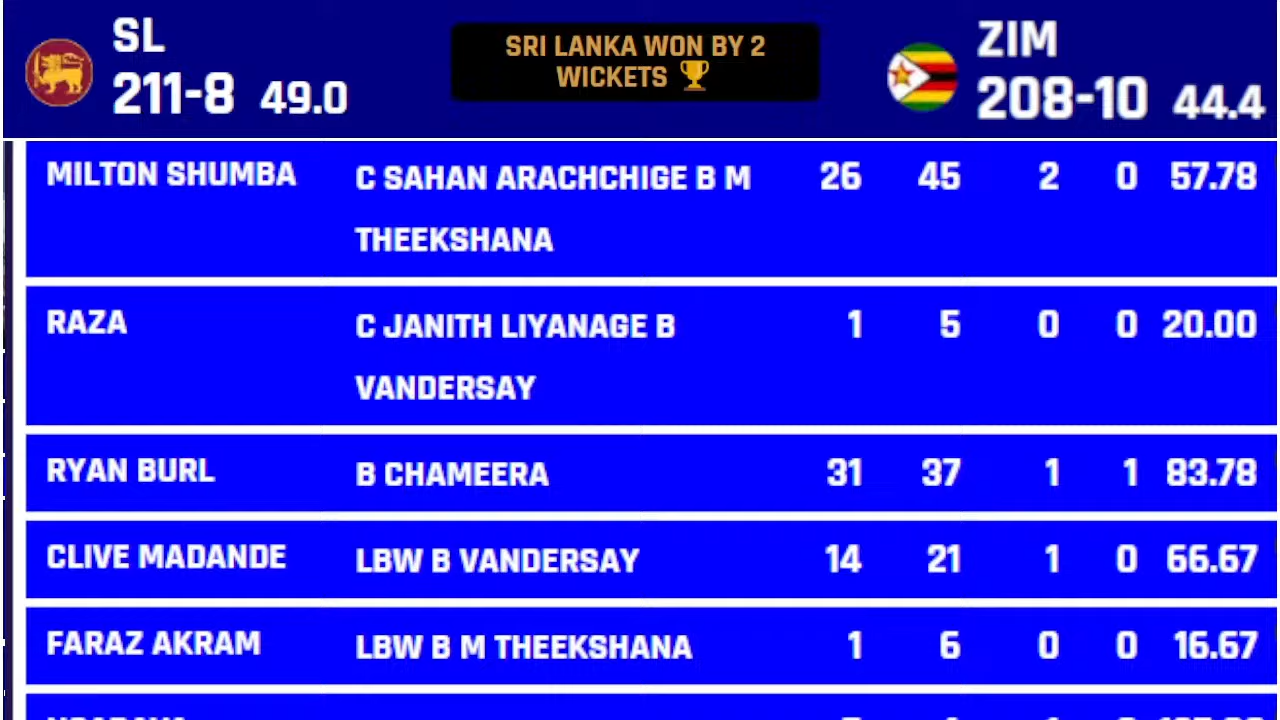 SL
211-8 49.0
SRI LANKA WON BY 2
WICKETS 🏆
ZIM
208-10 44.4
MILTON SHUMBA C SAHAN ARACHCHIGE B M 26 45 2 0 57.78
THEEKSHANA
RAZA C JANITH LIYANAGE B 1 5 0 0 20.00
VANDERSAY
RYAN BURL B CHAMEERA 31 37 1 1 83.78
CLIVE MADANDE LBW B VANDERSAY 14 21 1 0 66.67
FARAZ AKRAM LBW B M THEEKSHANA 1 6 0 0 16.67